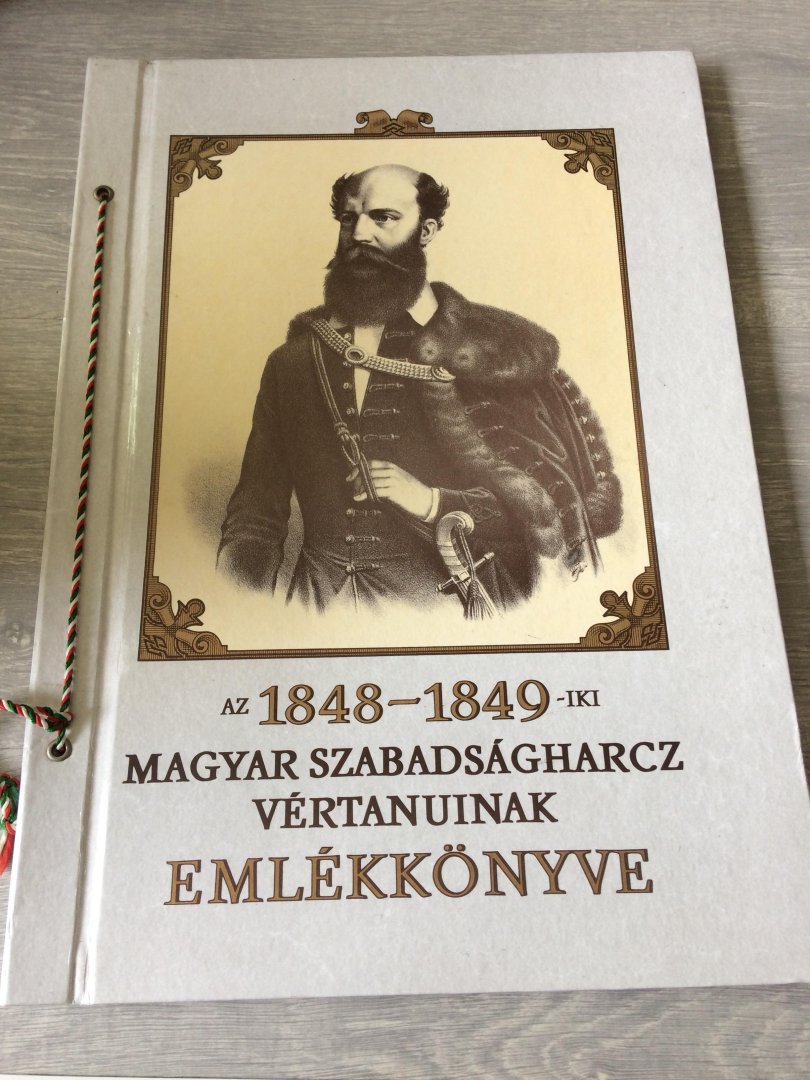 AZ 1848–1849-IKI
MAGYAR SZABADSÁGHARCZ
VÉRTANUINAK
EMLÉKKÖNYVE